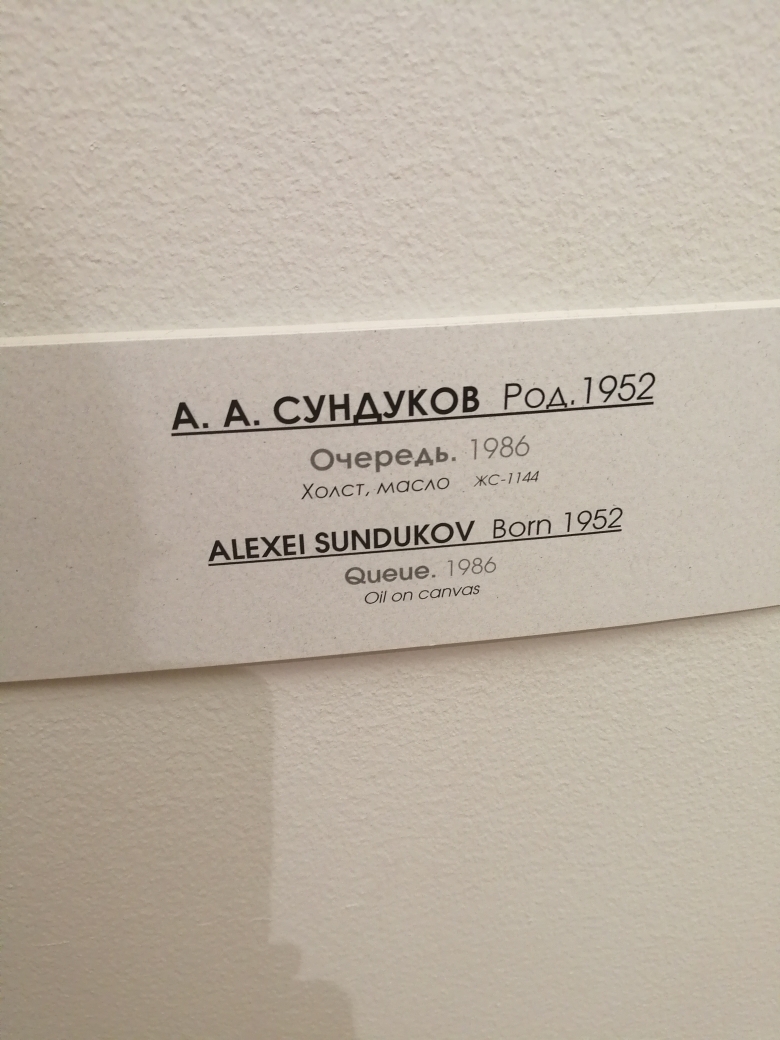 А. А. СУНДУКОВ Род.1952
Очередь. 1986
Холст, масло ЖС-1144
ALEXEI SUNDUKOV Born 1952
Queue. 1986
Oil on canvas